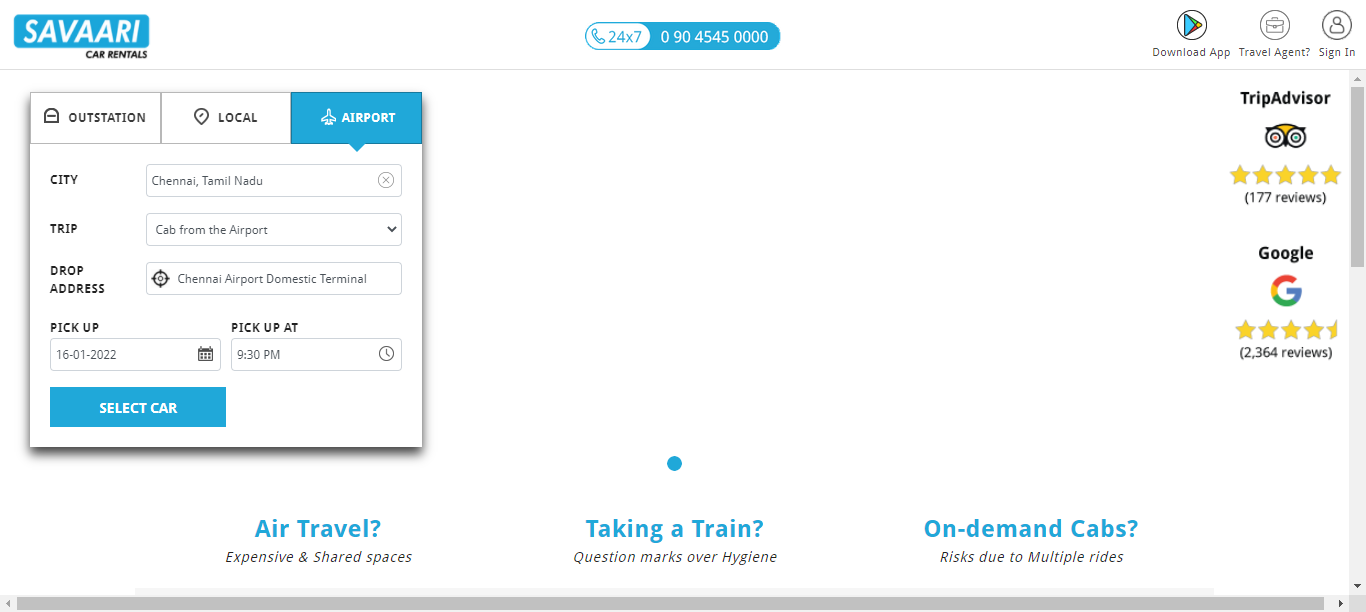 SAVAARI
CAR RENTALS
24x7 0 90 4545 0000
Download App Travel Agent? Sign In
OUTSTATION LOCAL AIRPORT
CITY Chennai, Tamil Nadu
TRIP Cab from the Airport
DROP ADDRESS Chennai Airport Domestic Terminal
PICK UP PICK UP AT
16-01-2022 9:30 PM
SELECT CAR
TripAdvisor
(177 reviews)
Google
G
(2,364 reviews)
Air Travel? Taking a Train? On-demand Cabs?
Expensive & Shared spaces Question marks over Hygiene Risks due to Multiple rides